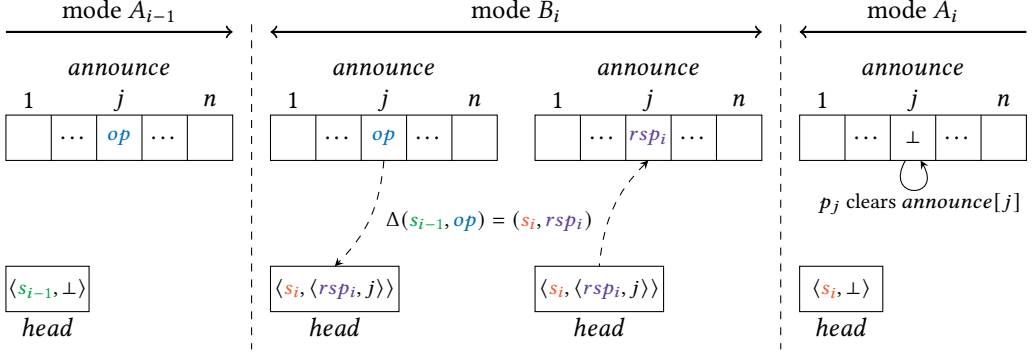 mode A_{i−1} mode B_i mode A_i
announce announce announce announce
1 j n 1 j n 1 j n 1 j n
... op ... ... op ... ... rsp_i ... ... ⊥ ...
p_j clears announce[j]
Δ(s_{i−1}, op) = (s_i, rsp_i)
⟨s_{i−1}, ⊥⟩ ⟨s_i, ⟨rsp_i, j⟩⟩ ⟨s_i, ⟨rsp_i, j⟩⟩ ⟨s_i, ⊥⟩
head head head head